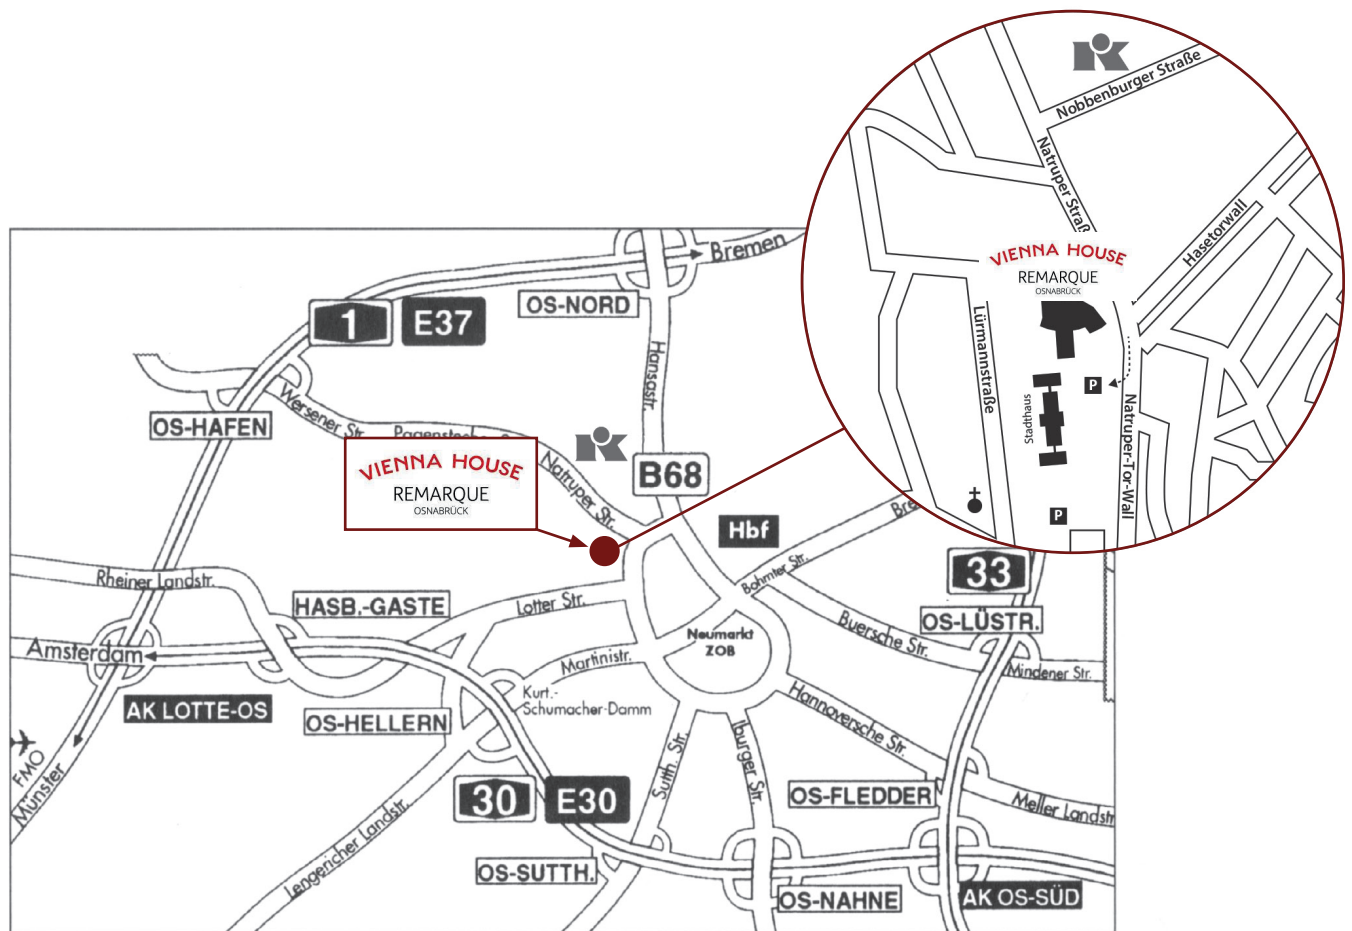 Nobbenburger Straße
Natruper Straß
Hasetorwall
VIENNA HOUSE
REMARQUE
OSNABRÜCK
Lürmannstraße
P
Stadthaus
Natruper-Tor-Wall
P
Bremen
OS-NORD
1
E37
Hansastr.
Wersener Str.
OS-HAFEN
VIENNA HOUSE
REMARQUE
OSNABRÜCK
Natruper Str.
B68
Hbf
Bre
33
Rheiner Landstr.
HASB.-GASTE
Lotter Str.
Bohmter Str.
Buersche Str.
OS-LÜSTR.
Neumarkt
ZOB
Amsterdam
Martinistr.
Mindener Str.
AK LOTTE-OS
OS-HELLERN
Kurt.-
Schumacher-Damm
Hannoversche Str.
FMO
Münster
Sutth. Str.
Iburger Str.
30
E30
OS-FLEDDER
Meller Landstr
Lengericher Landstr.
OS-SUTTH.
OS-NAHNE
AK OS-SÜD